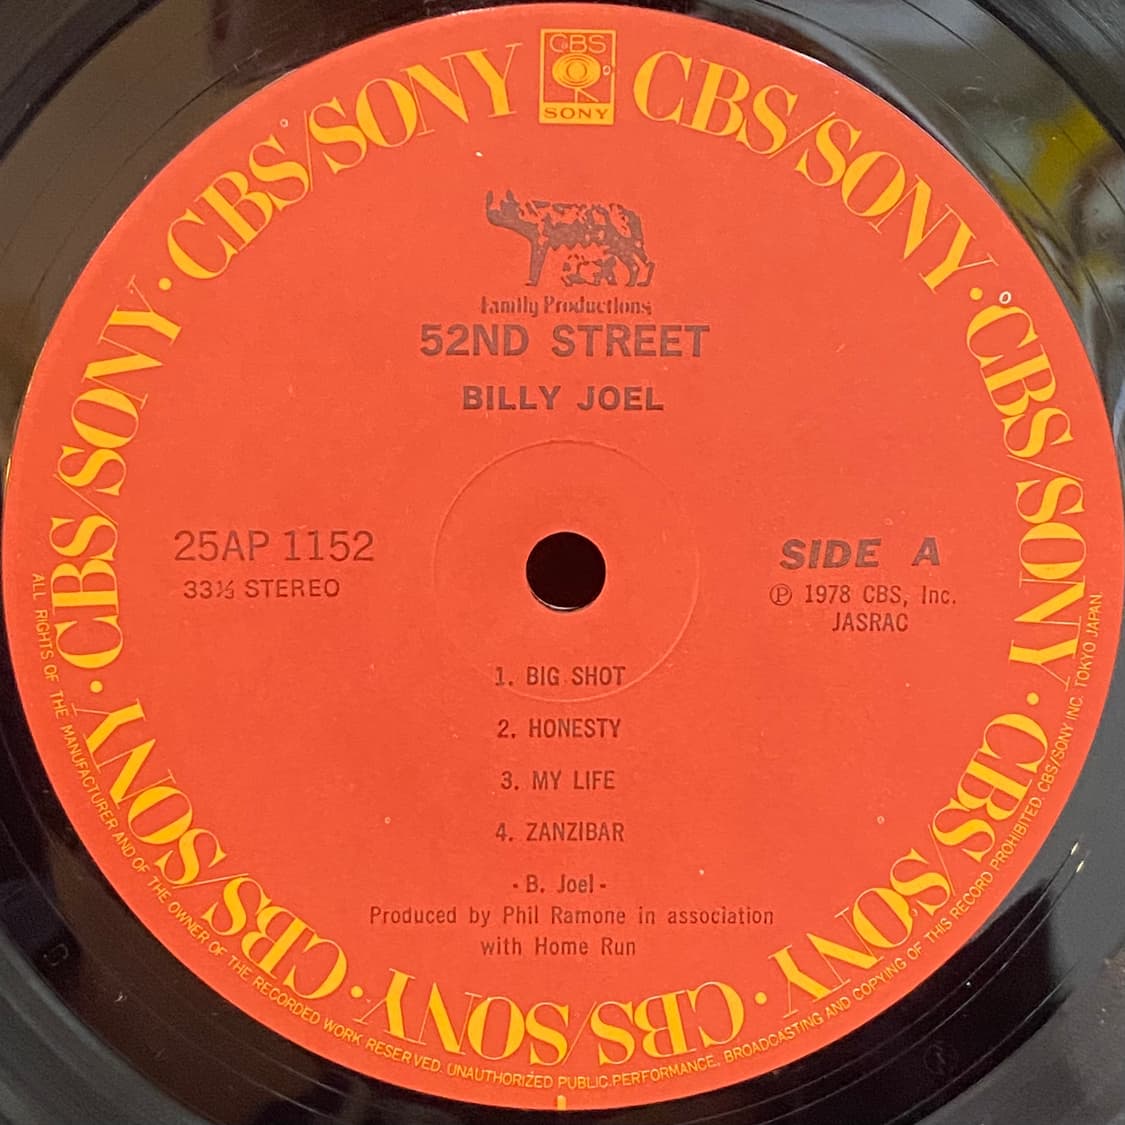 CBS
SONY
CBS/SONY · CBS/SONY · CBS/SONY · CBS/SONY · CBS/SONY · CBS/SONY · CBS/SONY
Family Productions
52ND STREET
BILLY JOEL
25AP 1152
33⅓ STEREO
SIDE A
Ⓟ 1978 CBS, Inc.
JASRAC
1. BIG SHOT
2. HONESTY
3. MY LIFE
4. ZANZIBAR
- B. Joel -
Produced by Phil Ramone in association
with Home Run
ALL RIGHTS OF THE MANUFACTURER AND OF THE OWNER OF THE RECORDED WORK RESERVED. UNAUTHORIZED PUBLIC PERFORMANCE, BROADCASTING AND COPYING OF THIS RECORD PROHIBITED. CBS/SONY INC. TOKYO JAPAN.